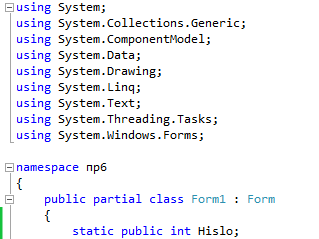 using System;
using System.Collections.Generic;
using System.ComponentModel;
using System.Data;
using System.Drawing;
using System.Linq;
using System.Text;
using System.Threading.Tasks;
using System.Windows.Forms;
namespace пр6
{
public partial class Form1 : Form
{
static public int Hislo;